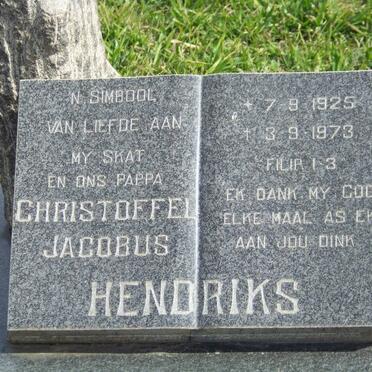 'N SIMBOOL
VAN LIEFDE AAN
MY SKAT
EN ONS PAPPA
CHRISTOFFEL
JACOBUS
HENDRIKS
7-9-1925
3-9-1973
FILIP. 1-3
EK DANK MY GOD
ELKE MAAL AS EK
AAN JOU DINK